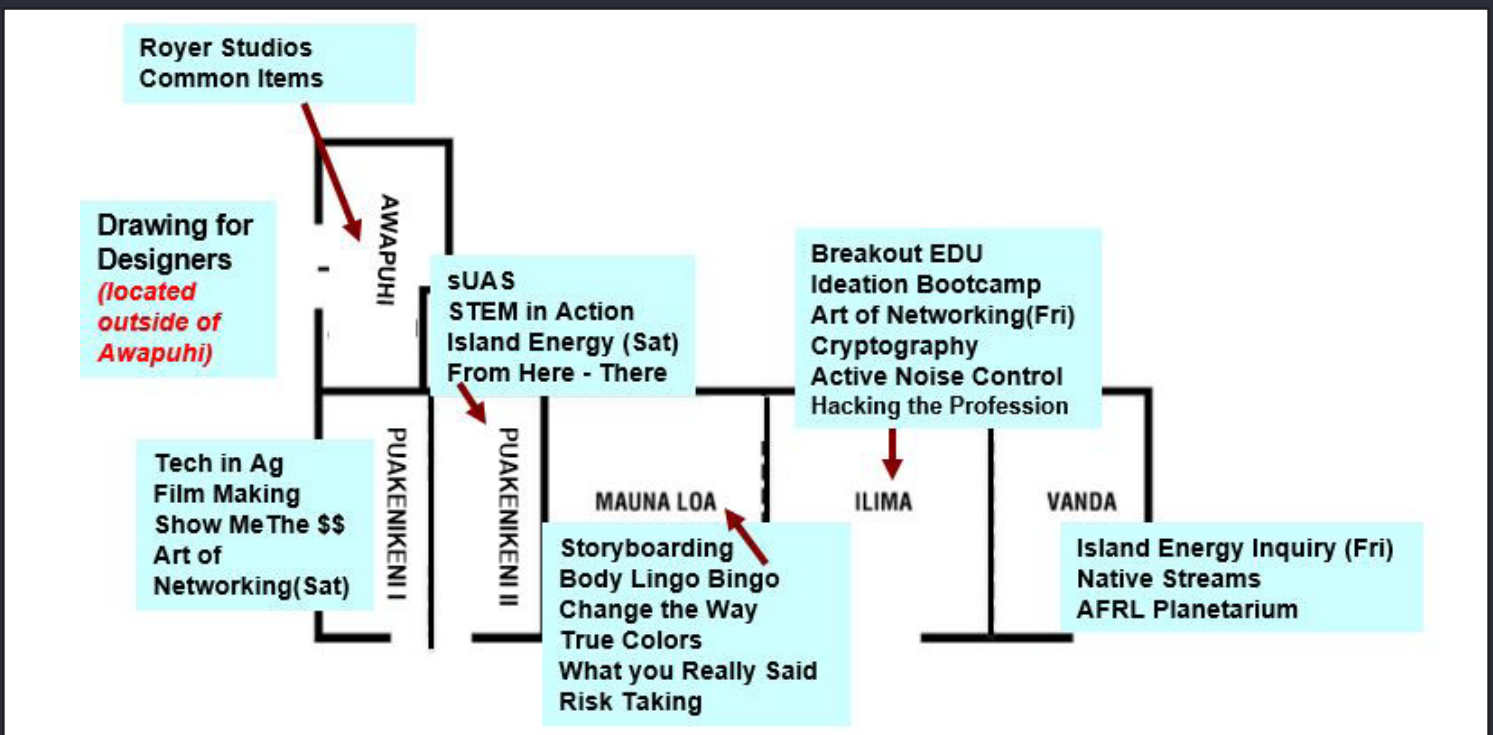 Royer Studios
Common Items
AWAPUHI
Drawing for
Designers
(located
outside of
Awapuhi)
sUAS
STEM in Action
Island Energy (Sat)
From Here - There
Breakout EDU
Ideation Bootcamp
Art of Networking(Fri)
Cryptography
Active Noise Control
Hacking the Profession
Tech in Ag
Film Making
Show MeThe $$
Art of
Networking(Sat)
PUAKENIKENI I
PUAKENIKENI II
MAUNA LOA
ILIMA
VANDA
Storyboarding
Body Lingo Bingo
Change the Way
True Colors
What you Really Said
Risk Taking
Island Energy Inquiry (Fri)
Native Streams
AFRL Planetarium